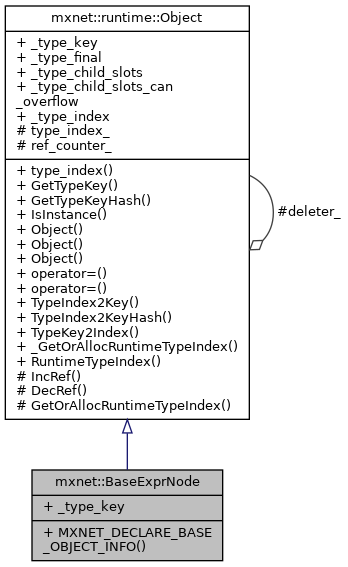 mxnet::runtime::Object
+ _type_key
+ _type_final
+ _type_child_slots
+ _type_child_slots_can
_overflow
+ _type_index
# type_index_
# ref_counter_
+ type_index()
+ GetTypeKey()
+ GetTypeKeyHash()
+ IsInstance()
+ Object()
+ Object()
+ Object()
+ operator=()
+ operator=()
+ TypeIndex2Key()
+ TypeIndex2KeyHash()
+ TypeKey2Index()
+ _GetOrAllocRuntimeTypeIndex()
+ RuntimeTypeIndex()
# IncRef()
# DecRef()
# GetOrAllocRuntimeTypeIndex()
#deleter_
mxnet::BaseExprNode
+ _type_key
+ MXNET_DECLARE_BASE
_OBJECT_INFO()